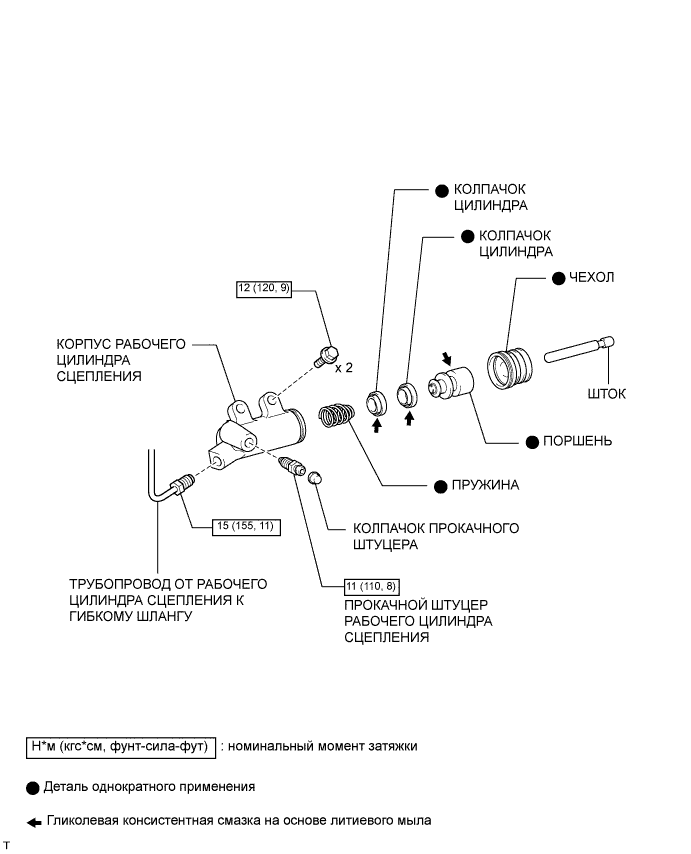 КОЛПАЧОК
ЦИЛИНДРА
КОЛПАЧОК
ЦИЛИНДРА
ЧЕХОЛ
12 (120, 9)
КОРПУС РАБОЧЕГО
ЦИЛИНДРА
СЦЕПЛЕНИЯ
x 2
ШТОК
ПОРШЕНЬ
ПРУЖИНА
15 (155, 11)
КОЛПАЧОК ПРОКАЧНОГО
ШТУЦЕРА
ТРУБОПРОВОД ОТ РАБОЧЕГО
ЦИЛИНДРА СЦЕПЛЕНИЯ К
ГИБКОМУ ШЛАНГУ
11 (110, 8)
ПРОКАЧНОЙ ШТУЦЕР
РАБОЧЕГО ЦИЛИНДРА
СЦЕПЛЕНИЯ
Н*м (кгс*см, фунт-сила-фут) : номинальный момент затяжки
Деталь однократного применения
Гликолевая консистентная смазка на основе литиевого мыла
T